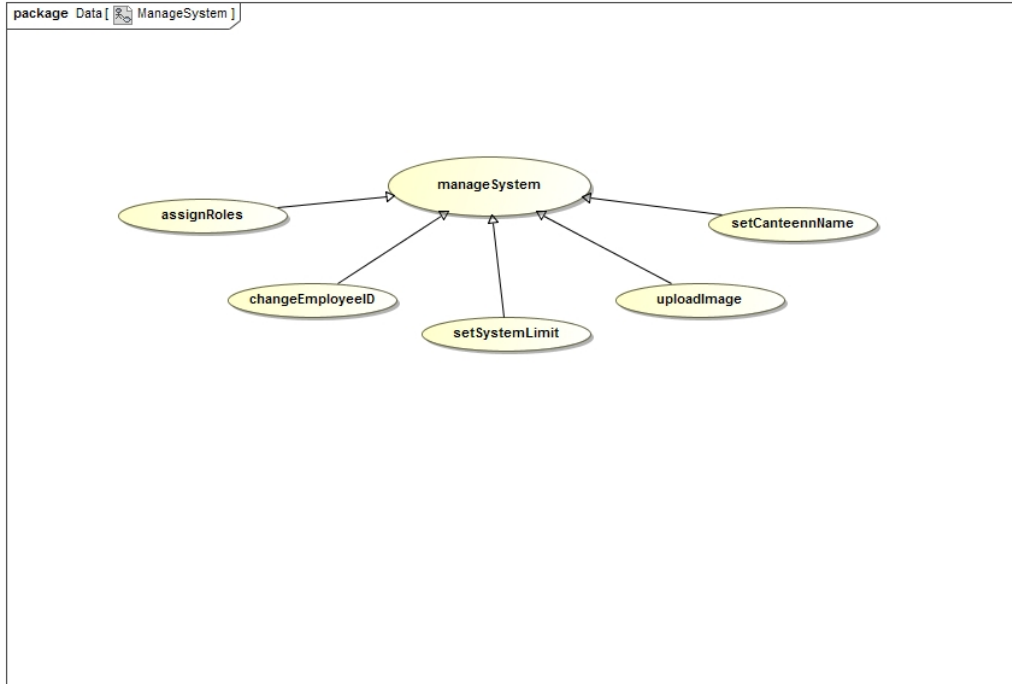 package Data [ ManageSystem ]
manageSystem
assignRoles
setCanteennName
changeEmployeeID
uploadImage
setSystemLimit